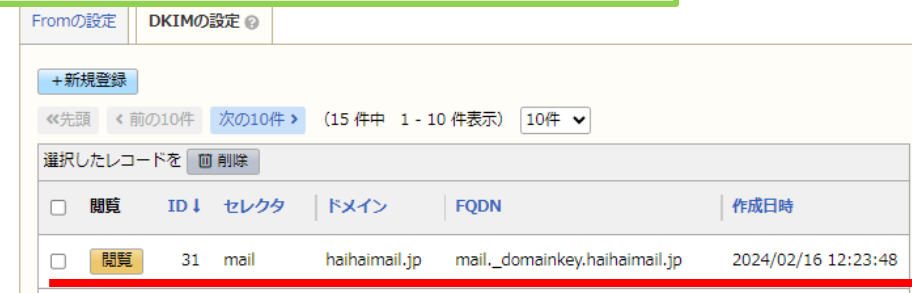 Fromの設定 DKIMの設定 ?
+新規登録
≪先頭 < 前の10件 次の10件 > (15 件中 1 - 10 件表示) 10件
選択したレコードを 削除
閲覧 ID↓ セレクタ ドメイン FQDN 作成日時
閲覧 31 mail haihaimail.jp mail._domainkey.haihaimail.jp 2024/02/16 12:23:48